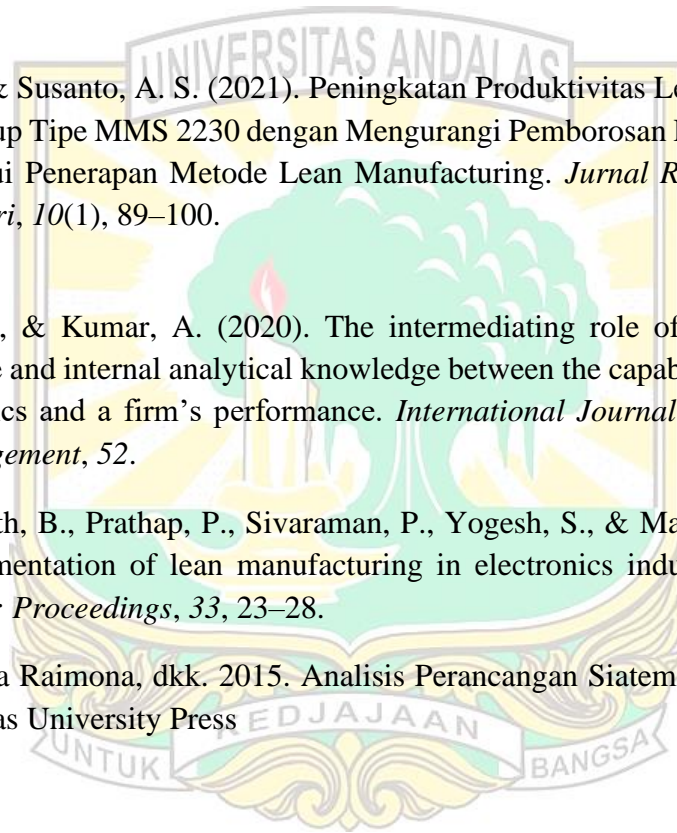 UNIVERSITAS ANDALAS
& Susanto, A. S. (2021). Peningkatan Produktivitas Le
up Tipe MMS 2230 dengan Mengurangi Pemborosan
ui Penerapan Metode Lean Manufacturing. Jurnal R
ri, 10(1), 89–100.
., & Kumar, A. (2020). The intermediating role of
e and internal analytical knowledge between the capab
ics and a firm’s performance. International Journal
gement, 52.
th, B., Prathap, P., Sivaraman, P., Yogesh, S., & Ma
mentation of lean manufacturing in electronics indu
: Proceedings, 33, 23–28.
a Raimona, dkk. 2015. Analisis Perancangan Siatem
as University Press
UNTUK KEDJAJAAN BANGSA